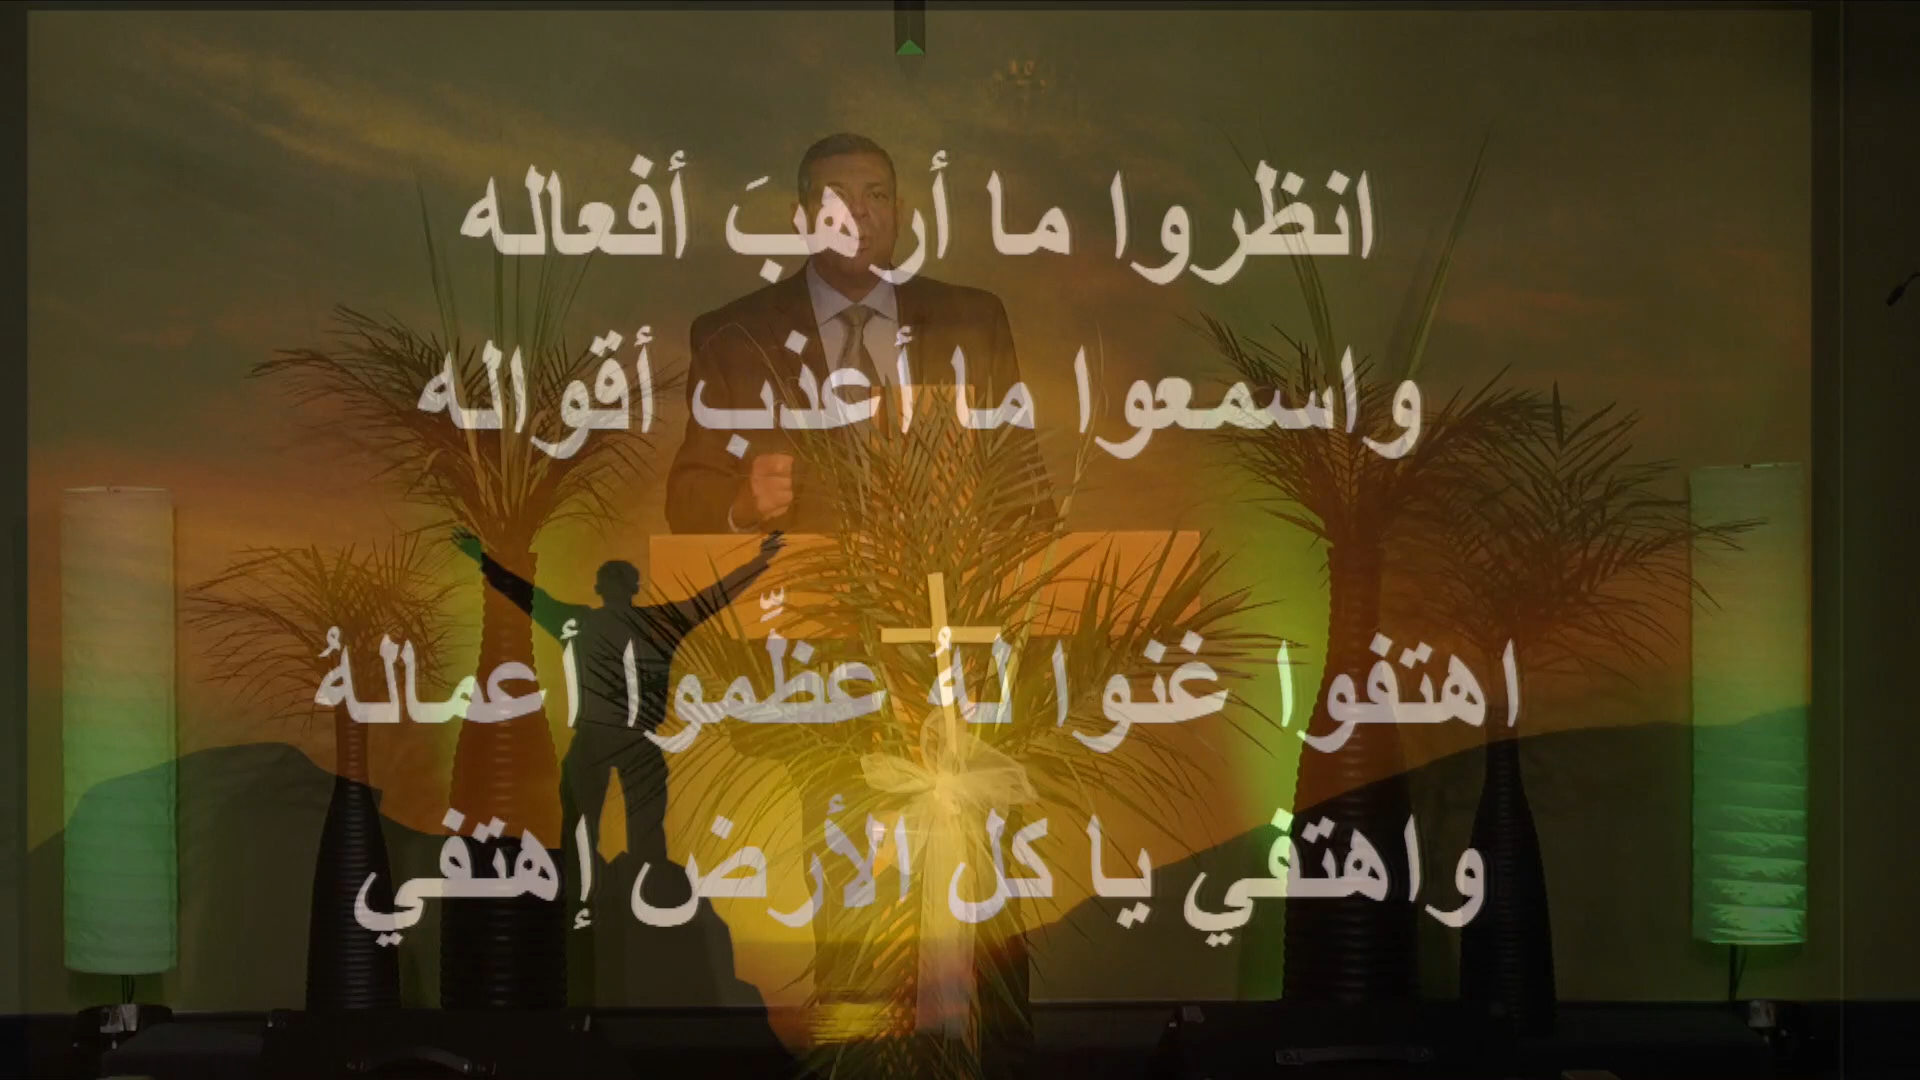 انظروا ما أرهبَ أفعاله
واسمعوا ما أعذب أقواله
اهتفوا غنوا لهُ عظِّموا أعمالهُ
واهتفي يا كل الأرض إهتفي